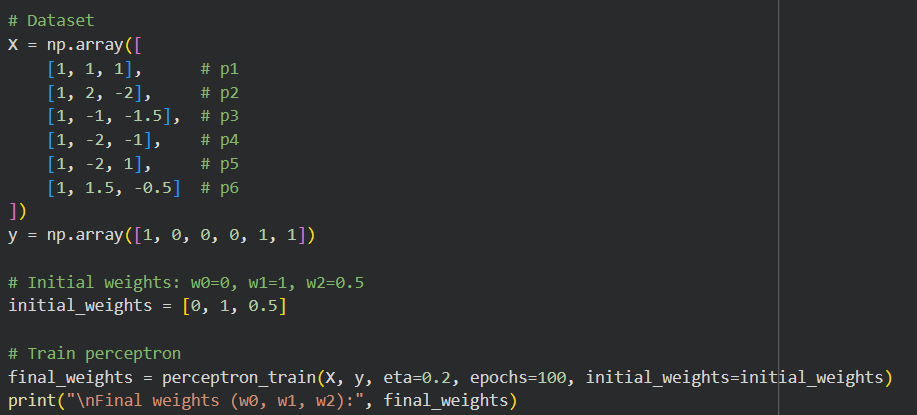 # Dataset
X = np.array([
    [1, 1, 1],      # p1
    [1, 2, -2],     # p2
    [1, -1, -1.5],  # p3
    [1, -2, -1],    # p4
    [1, -2, 1],     # p5
    [1, 1.5, -0.5]  # p6
])
y = np.array([1, 0, 0, 0, 1, 1])

# Initial weights: w0=0, w1=1, w2=0.5
initial_weights = [0, 1, 0.5]

# Train perceptron
final_weights = perceptron_train(X, y, eta=0.2, epochs=100, initial_weights=initial_weights)
print("\nFinal weights (w0, w1, w2):", final_weights)